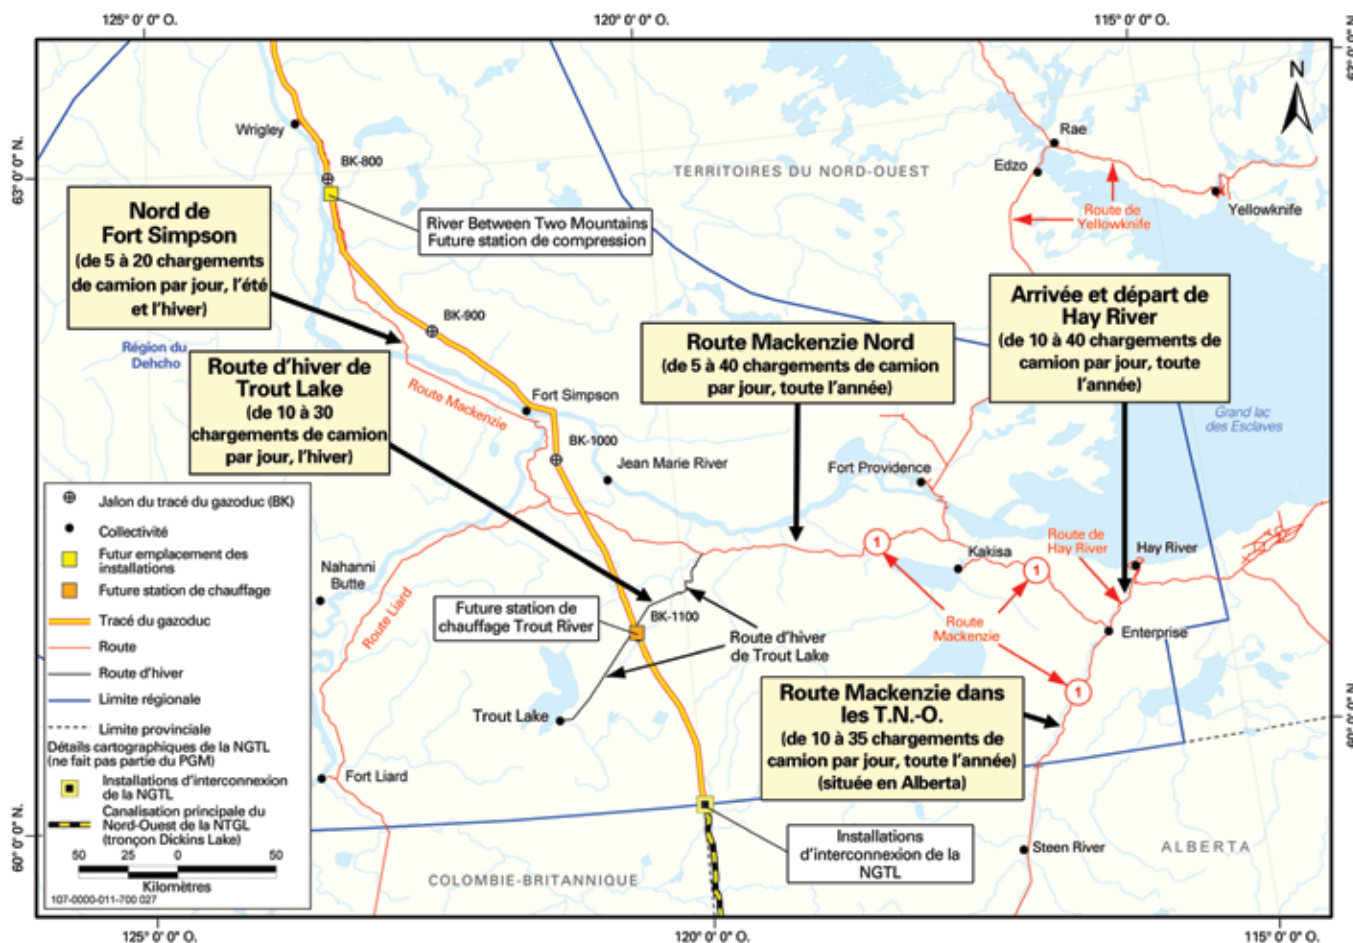 125° 0' 0" O.
120° 0' 0" O.
115° 0' 0" O.
63° 0' 0" N.
63° 0' 0" N.
N
Wrigley
BK-800
Rae
Edzo
TERRITOIRES DU NORD-OUEST
Yellowknife
Route de
Yellowknife
Nord de
Fort Simpson
(de 5 à 20 chargements
de camion par jour, l'été
et l'hiver)
River Between Two Mountains
Future station de compression
Arrivée et départ de
Hay River
(de 10 à 40 chargements de
camion par jour, toute
l'année)
BK-900
Région du
Dehcho
Route d'hiver de
Trout Lake
(de 10 à 30
chargements de camion
par jour, l'hiver)
Route Mackenzie Nord
(de 5 à 40 chargements de camion
par jour, toute l'année)
Route Mackenzie
Fort Simpson
Grand lac
des Esclaves
BK-1000
Jean Marie River
Fort Providence
Jalon du tracé du gazoduc (BK)
Collectivité
Futur emplacement des
installations
Future station de chauffage
Tracé du gazoduc
Route
Route d'hiver
Limite régionale
Limite provinciale
Détails cartographiques de la NGTL
(ne fait pas partie du PGM)
Installations d'interconnexion
de la NGTL
Canalisation principale du
Nord-Ouest de la NTGL
(tronçon Dickins Lake)
50 25 0 50
Kilomètres
107-0000-011-700 027
1
Kakisa
Route de
Hay River
Hay River
1
Nahanni
Butte
Route Liard
Future station de
chauffage Trout River
BK-1100
Route d'hiver
de Trout Lake
Route
Mackenzie
Enterprise
1
Trout Lake
Route Mackenzie dans
les T.N.-O.
(de 10 à 35 chargements de
camion par jour, toute l'année)
(située en Alberta)
Fort Liard
60° 0' 0" N.
60° 0' 0" N.
Installations
d'interconnexion de la
NGTL
Steen River
ALBERTA
COLOMBIE-BRITANNIQUE
125° 0' 0" O.
120° 0' 0" O.
115° 0' 0" O.